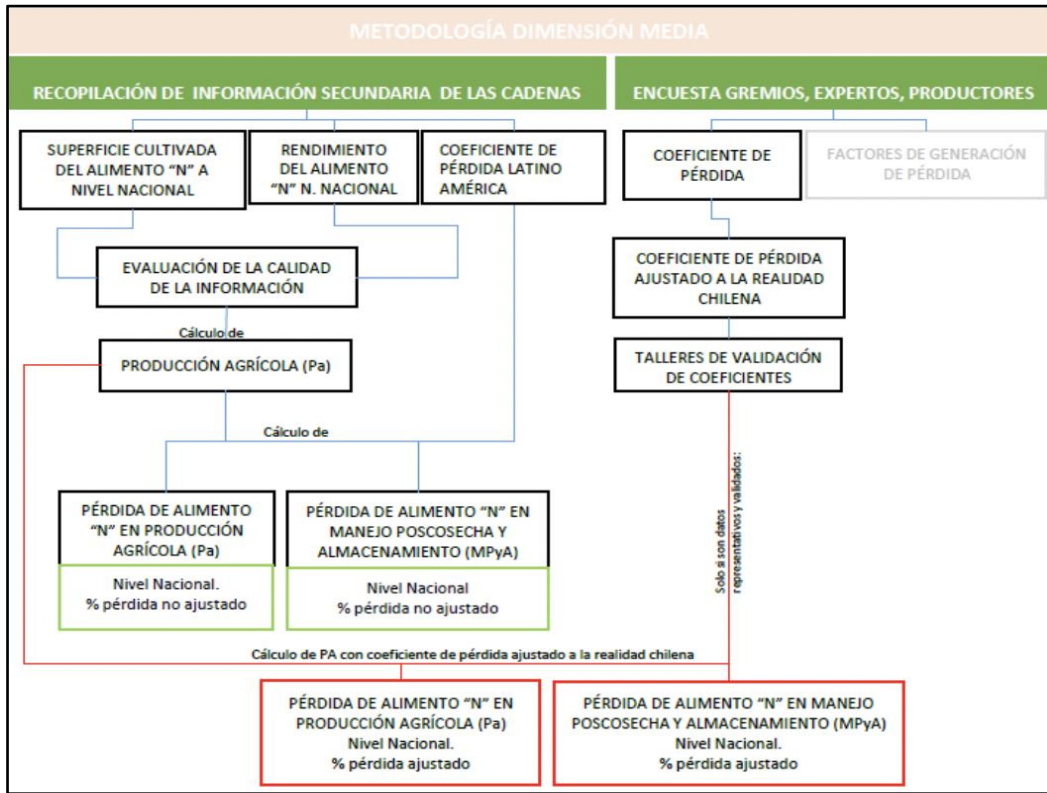 METODOLOGÍA DIMENSIÓN MEDIA
RECOPILACIÓN DE INFORMACIÓN SECUNDARIA DE LAS CADENAS
ENCUESTA GREMIOS, EXPERTOS, PRODUCTORES
SUPERFICIE CULTIVADA
DEL ALIMENTO “N” A
NIVEL NACIONAL
RENDIMIENTO
DEL ALIMENTO
“N” N. NACIONAL
COEFICIENTE DE
PÉRDIDA LATINO
AMÉRICA
COEFICIENTE DE
PÉRDIDA
FACTORES DE GENERACIÓN
DE PÉRDIDA
EVALUACIÓN DE LA CALIDAD
DE LA INFORMACIÓN
COEFICIENTE DE PÉRDIDA
AJUSTADO A LA REALIDAD
CHILENA
Cálculo de
PRODUCCIÓN AGRÍCOLA (Pa)
TALLERES DE VALIDACIÓN
DE COEFICIENTES
Cálculo de
Solo si son datos
representativos y validados:
PÉRDIDA DE ALIMENTO
“N” EN PRODUCCIÓN
AGRÍCOLA (Pa)
Nivel Nacional.
% pérdida no ajustado
PÉRDIDA DE ALIMENTO “N” EN
MANEJO POSCOSECHA Y
ALMACENAMIENTO (MPyA)
Nivel Nacional
% pérdida no ajustado
Cálculo de PA con coeficiente de pérdida ajustado a la realidad chilena
PÉRDIDA DE ALIMENTO “N” EN
PRODUCCIÓN AGRÍCOLA (Pa)
Nivel Nacional.
% pérdida ajustado
PÉRDIDA DE ALIMENTO “N” EN MANEJO
POSCOSECHA Y ALMACENAMIENTO (MPyA)
Nivel Nacional.
% pérdida ajustado